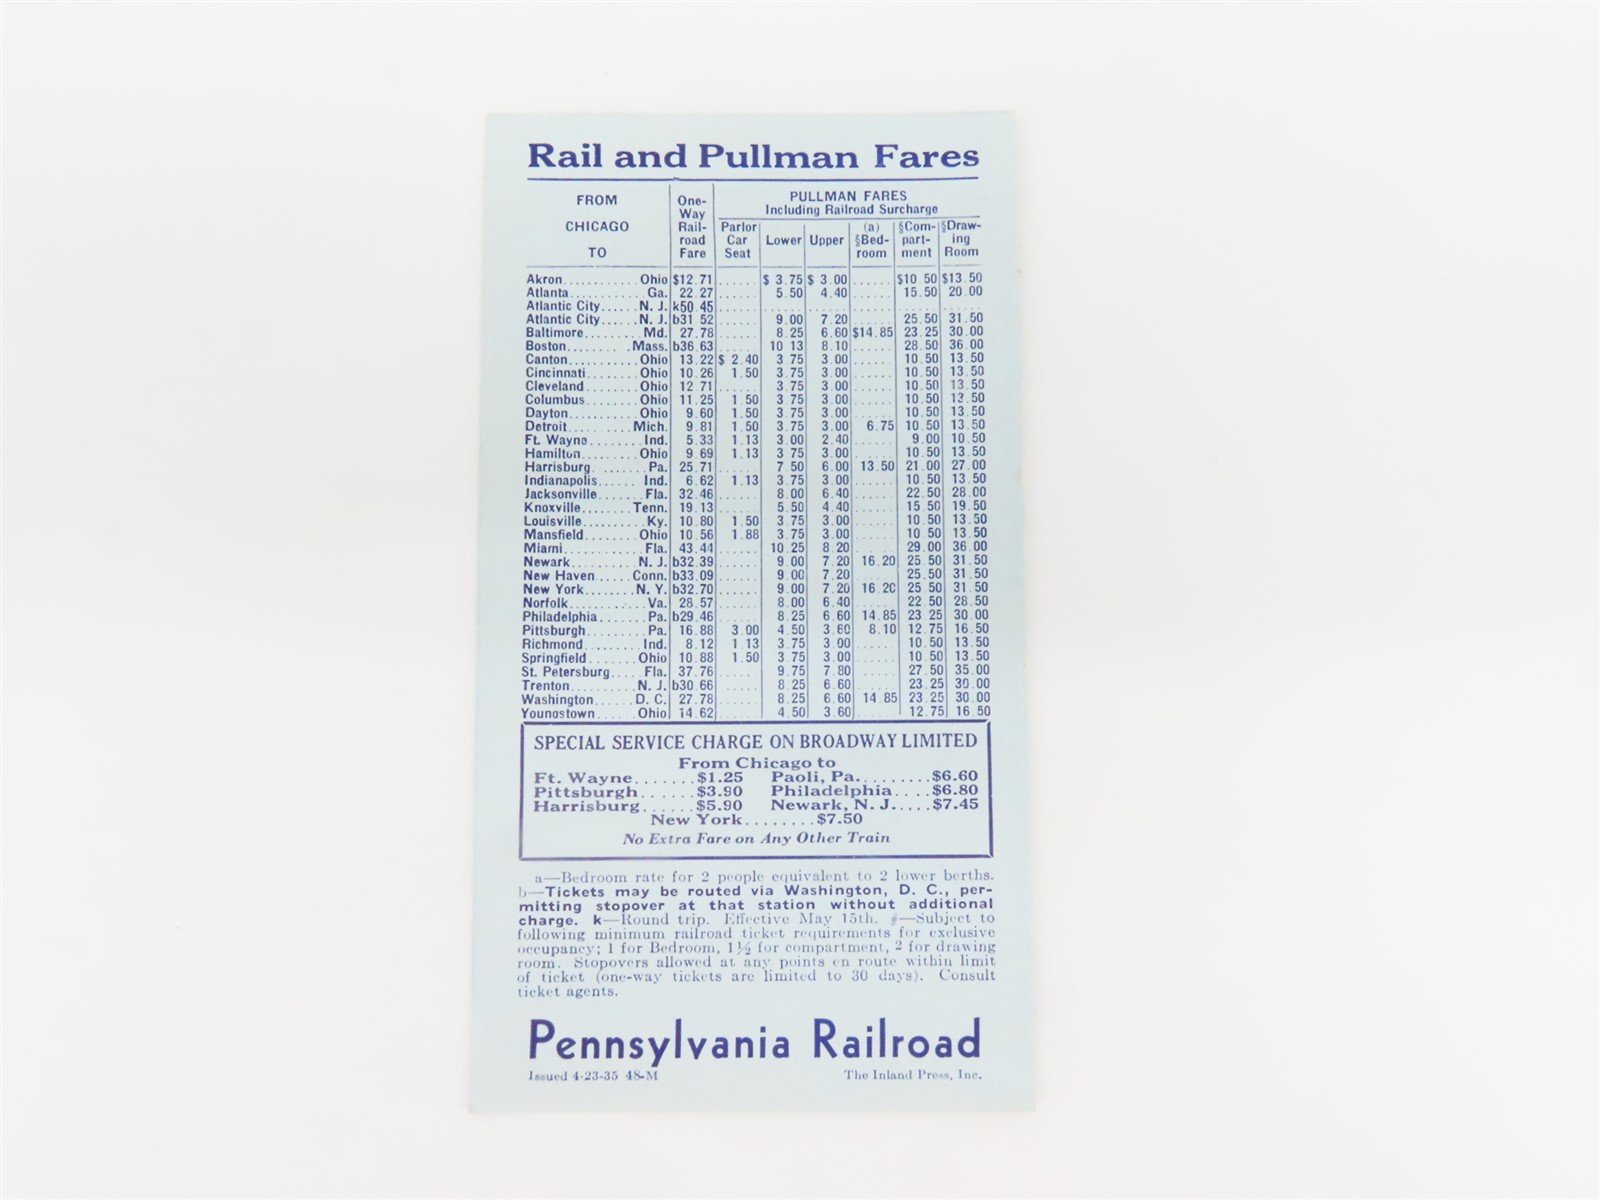 Rail and Pullman Fares
FROM CHICAGO TO One-Way Rail-road Fare PULLMAN FARES Including Railroad Surcharge
Parlor Car Seat Lower Upper (a) §Bed-room §Com-part-ment §Draw-ing Room
Akron........... Ohio $12.71 ...... $ 3.75 $ 3.00 ...... $10.50 $13.50
Atlanta........... Ga. 22.27 ...... 5.50 4.40 ...... 15.50 20.00
Atlantic City...... N. J. k50.45 ...... ...... ...... ...... ...... ......
Atlantic City...... N. J. b31.52 ...... 9.00 7.20 ...... 25.50 31.50
Baltimore......... Md. 27.78 ...... 8.25 6.60 $14.85 23.25 30.00
Boston.......... Mass. b36.63 ...... 10.13 8.10 ...... 28.50 36.00
Canton.......... Ohio 13.22 $ 2.40 3.75 3.00 ...... 10.50 13.50
Cincinnati........ Ohio 10.26 1.50 3.75 3.00 ...... 10.50 13.50
Cleveland........ Ohio 12.71 ...... 3.75 3.00 ...... 10.50 13.50
Columbus........ Ohio 11.25 1.50 3.75 3.00 ...... 10.50 13.50
Dayton.......... Ohio 9.60 1.50 3.75 3.00 ...... 10.50 13.50
Detroit.......... Mich. 9.81 1.50 3.75 3.00 6.75 10.50 13.50
Ft. Wayne........ Ind. 5.33 1.13 3.00 2.40 ...... 9.00 10.50
Hamilton........ Ohio 9.69 1.13 3.75 3.00 ...... 10.50 13.50
Harrisburg........ Pa. 25.71 ...... 7.50 6.00 13.50 21.00 27.00
Indianapolis...... Ind. 6.62 1.13 3.75 3.00 ...... 10.50 13.50
Jacksonville....... Fla. 32.46 ...... 8.00 6.40 ...... 22.50 28.00
Knoxville........ Tenn. 19.13 ...... 5.50 4.40 ...... 15.50 19.50
Louisville......... Ky. 10.80 1.50 3.75 3.00 ...... 10.50 13.50
Mansfield........ Ohio 10.56 1.88 3.75 3.00 ...... 10.50 13.50
Miami........... Fla. 43.44 ...... 10.25 8.20 ...... 29.00 36.00
Newark.......... N. J. b32.39 ...... 9.00 7.20 16.20 25.50 31.50
New Haven..... Conn. b33.09 ...... 9.00 7.20 ...... 25.50 31.50
New York........ N. Y. b32.70 ...... 9.00 7.20 16.20 25.50 31.50
Norfolk.......... Va. 28.57 ...... 8.00 6.40 ...... 22.50 28.50
Philadelphia....... Pa. b29.46 ...... 8.25 6.60 14.85 23.25 30.00
Pittsburgh........ Pa. 16.88 3.00 4.50 3.60 8.10 12.75 16.50
Richmond........ Ind. 8.12 1.13 3.75 3.00 ...... 10.50 13.50
Springfield....... Ohio 10.88 1.50 3.75 3.00 ...... 10.50 13.50
St. Petersburg.... Fla. 37.76 ...... 9.75 7.80 ...... 27.50 35.00
Trenton......... N. J. b30.66 ...... 8.25 6.60 ...... 23.25 30.00
Washington...... D. C. 27.78 ...... 8.25 6.60 14.85 23.25 30.00
Youngstown...... Ohio 14.62 ...... 4.50 3.60 ...... 12.75 16.50
SPECIAL SERVICE CHARGE ON BROADWAY LIMITED
From Chicago to
Ft. Wayne.......$1.25 Paoli, Pa.........$6.60
Pittsburgh......$3.90 Philadelphia....$6.80
Harrisburg......$5.90 Newark, N. J.....$7.45
New York........$7.50
No Extra Fare on Any Other Train
a—Bedroom rate for 2 people equivalent to 2 lower berths.
b—Tickets may be routed via Washington, D. C., per-
mitting stopover at that station without additional
charge. k—Round trip. Effective May 15th. #—Subject to
following minimum railroad ticket requirements for exclusive
occupancy; 1 for Bedroom, 1½ for compartment, 2 for drawing
room. Stopovers allowed at any points en route within limit
of ticket (one-way tickets are limited to 30 days). Consult
ticket agents.
Pennsylvania Railroad
Issued 4-23-35 48-M The Inland Press, Inc.